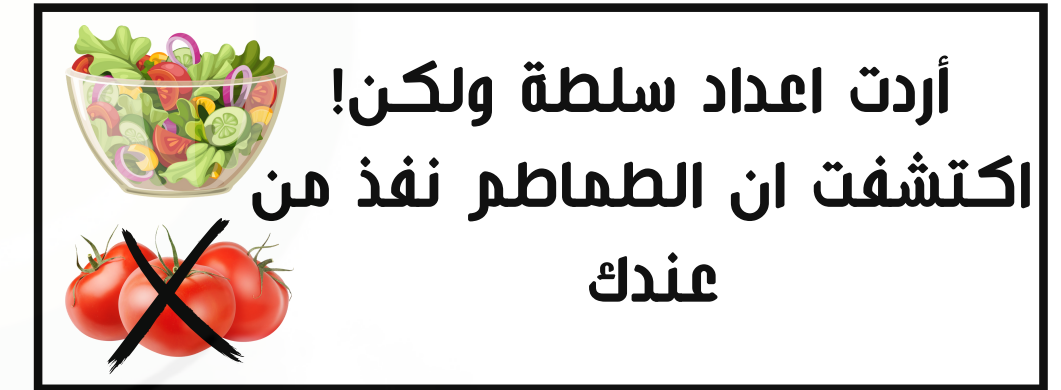 أردت اعداد سلطة ولكن!
اكتشفت ان الطماطم نفذ من
عندك